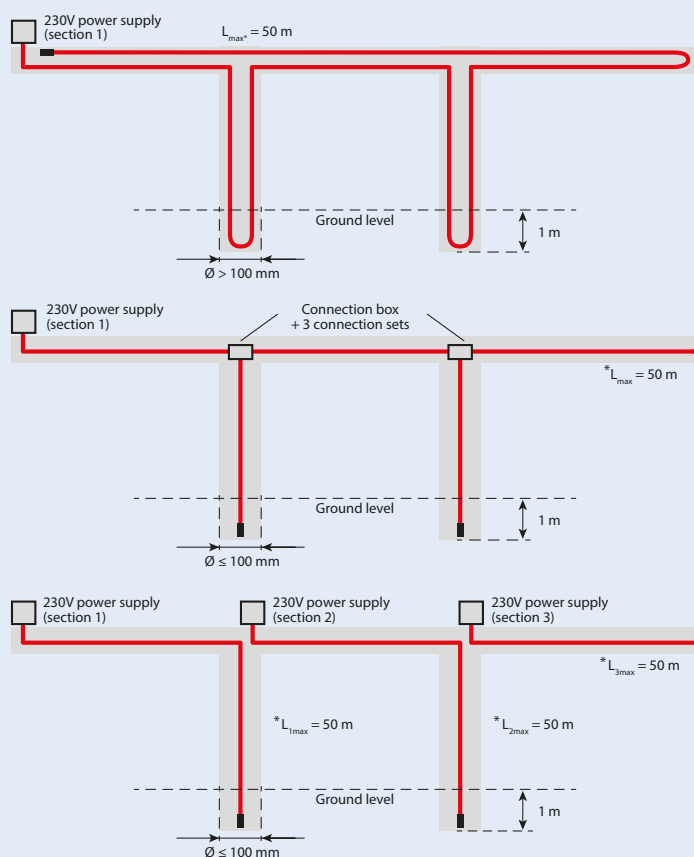 230V power supply
(section 1)
Lmax* = 50 m
Ground level
1 m
Ø > 100 mm
230V power supply
(section 1)
Connection box
+ 3 connection sets
*Lmax = 50 m
Ground level
1 m
Ø ≤ 100 mm
230V power supply
(section 1)
230V power supply
(section 2)
230V power supply
(section 3)
*L3max = 50 m
*L1max = 50 m
*L2max = 50 m
Ground level
1 m
Ø ≤ 100 mm